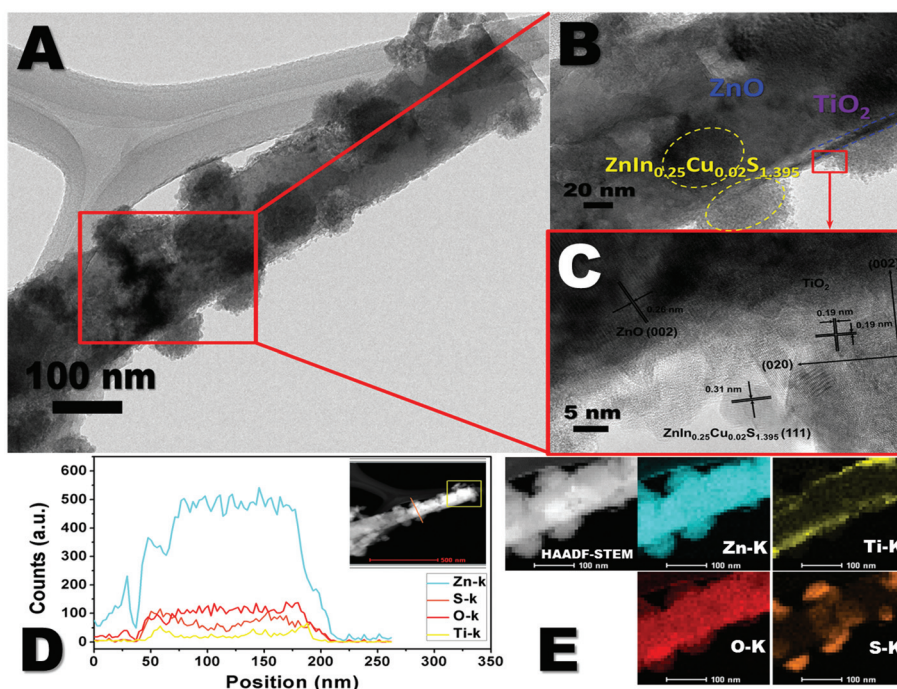 A
100 nm
B
ZnO
TiO2
ZnIn0.25Cu0.02S1.395
20 nm
C
(002)
TiO2
0.26 nm
0.19 nm
0.19 nm
ZnO (002)
(020)
0.31 nm
5 nm
ZnIn0.25Cu0.02S1.395 (111)
600
500
400
300
200
100
0
Counts (a.u.)
500 nm
Zn-k
S-k
O-k
Ti-k
D
0 50 100 150 200 250 300 350
Position (nm)
HAADF-STEM
100 nm
Zn-K
100 nm
Ti-K
100 nm
E
O-K
100 nm
S-K
100 nm